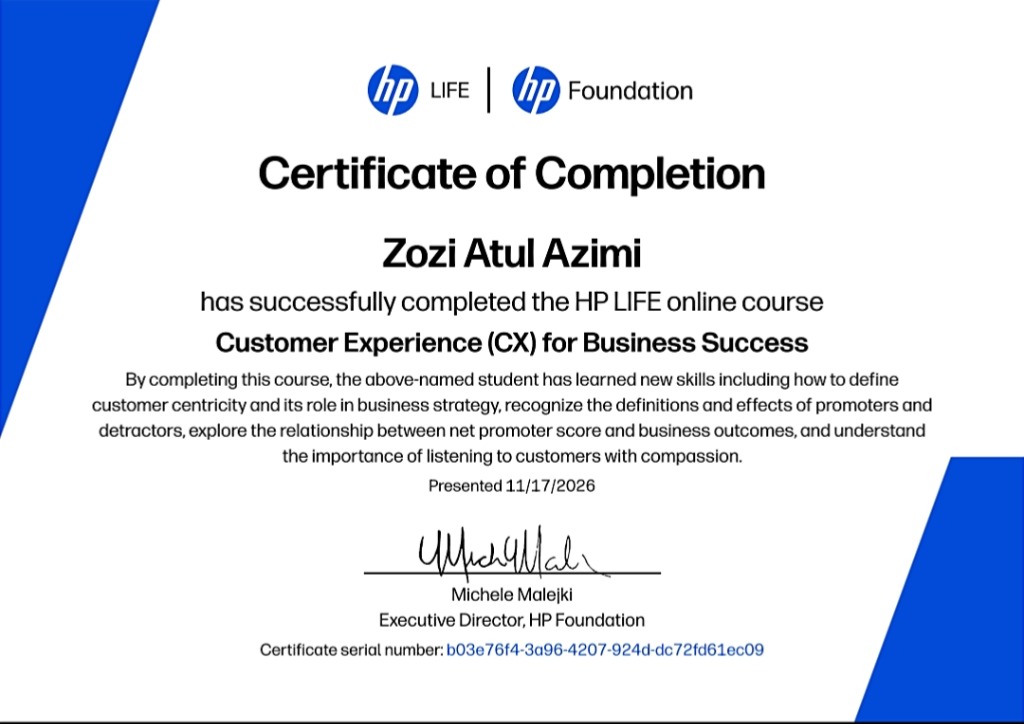 hp LIFE | hp Foundation
Certificate of Completion
Zozi Atul Azimi
has successfully completed the HP LIFE online course
Customer Experience (CX) for Business Success
By completing this course, the above-named student has learned new skills including how to define
customer centricity and its role in business strategy, recognize the definitions and effects of promoters and
detractors, explore the relationship between net promoter score and business outcomes, and understand
the importance of listening to customers with compassion.
Presented 11/17/2026
Michele Malejki
Executive Director, HP Foundation
Certificate serial number: b03e76f4-3a96-4207-924d-dc72fd61ec09